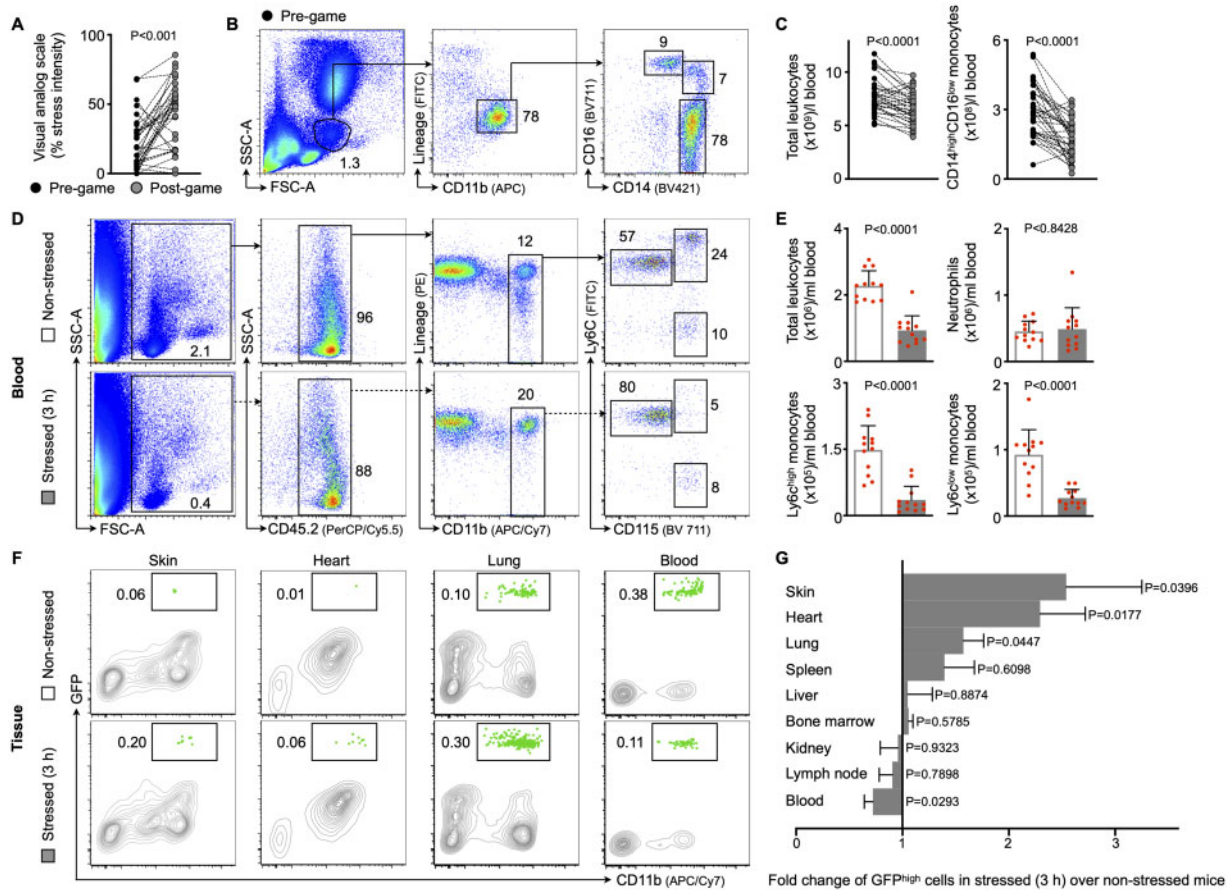 A
P<0.001
100
50
0
Visual analog scale
(% stress intensity)
Pre-game
Post-game
B
Pre-game
SSC-A
FSC-A
1.3
Lineage (FITC)
CD11b (APC)
78
CD16 (BV711)
CD14 (BV421)
9
7
78
C
P<0.0001
15
10
5
0
Total leukocytes
(x10⁹)/l blood
P<0.0001
6
3
0
CD14highCD16low monocytes
(x10⁸)/l blood
D
Blood
Non-stressed
Stressed (3 h)
SSC-A
2.1
SSC-A
96
Lineage (PE)
12
Ly6C (FITC)
57
24
10
0.4
88
20
80
5
8
FSC-A
CD45.2 (PerCP/Cy5.5)
CD11b (APC/Cy7)
CD115 (BV 711)
E
P<0.0001
4
2
0
Total leukocytes
(x10⁶)/ml blood
P<0.8428
2
1
0
Neutrophils
(x10⁶)/ml blood
P<0.0001
3
1.5
0
Ly6chigh monocytes
(x10⁵)/ml blood
P<0.0001
2
1
0
Ly6clow monocytes
(x10⁵)/ml blood
F
Skin
Heart
Lung
Blood
Tissue
Non-stressed
Stressed (3 h)
GFP
0.06
0.01
0.10
0.38
0.20
0.06
0.30
0.11
CD11b (APC/Cy7)
G
Skin
P=0.0396
Heart
P=0.0177
Lung
P=0.0447
Spleen
P=0.6098
Liver
P=0.8874
Bone marrow
P=0.5785
Kidney
P=0.9323
Lymph node
P=0.7898
Blood
P=0.0293
0
1
2
3
Fold change of GFPhigh cells in stressed (3 h) over non-stressed mice